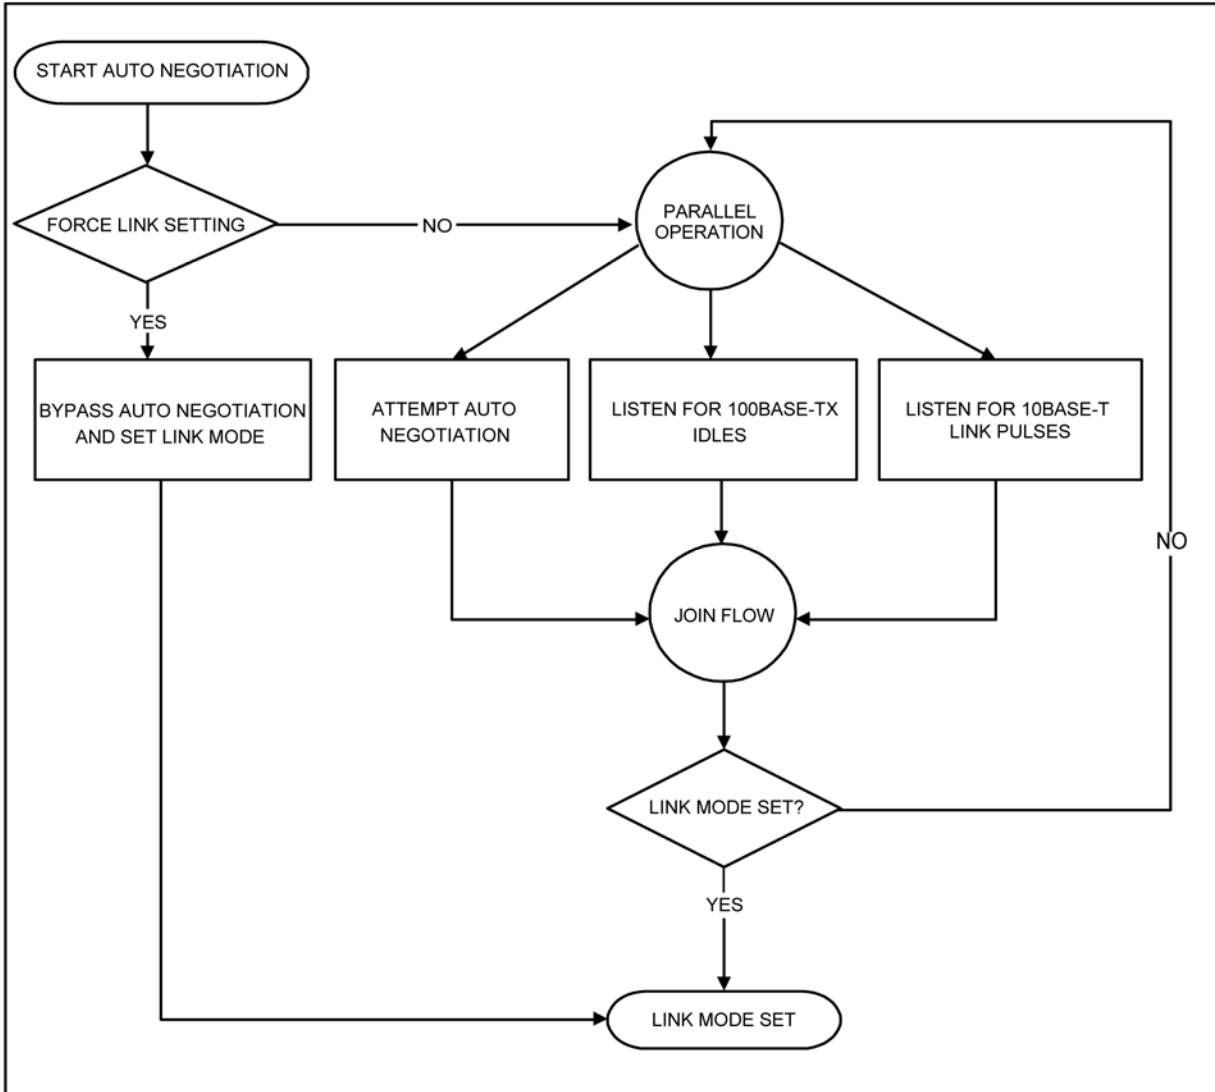 START AUTO NEGOTIATION
FORCE LINK SETTING
NO
PARALLEL
OPERATION
YES
BYPASS AUTO NEGOTIATION
AND SET LINK MODE
ATTEMPT AUTO
NEGOTIATION
LISTEN FOR 100BASE-TX
IDLES
LISTEN FOR 10BASE-T
LINK PULSES
NO
JOIN FLOW
LINK MODE SET?
YES
LINK MODE SET